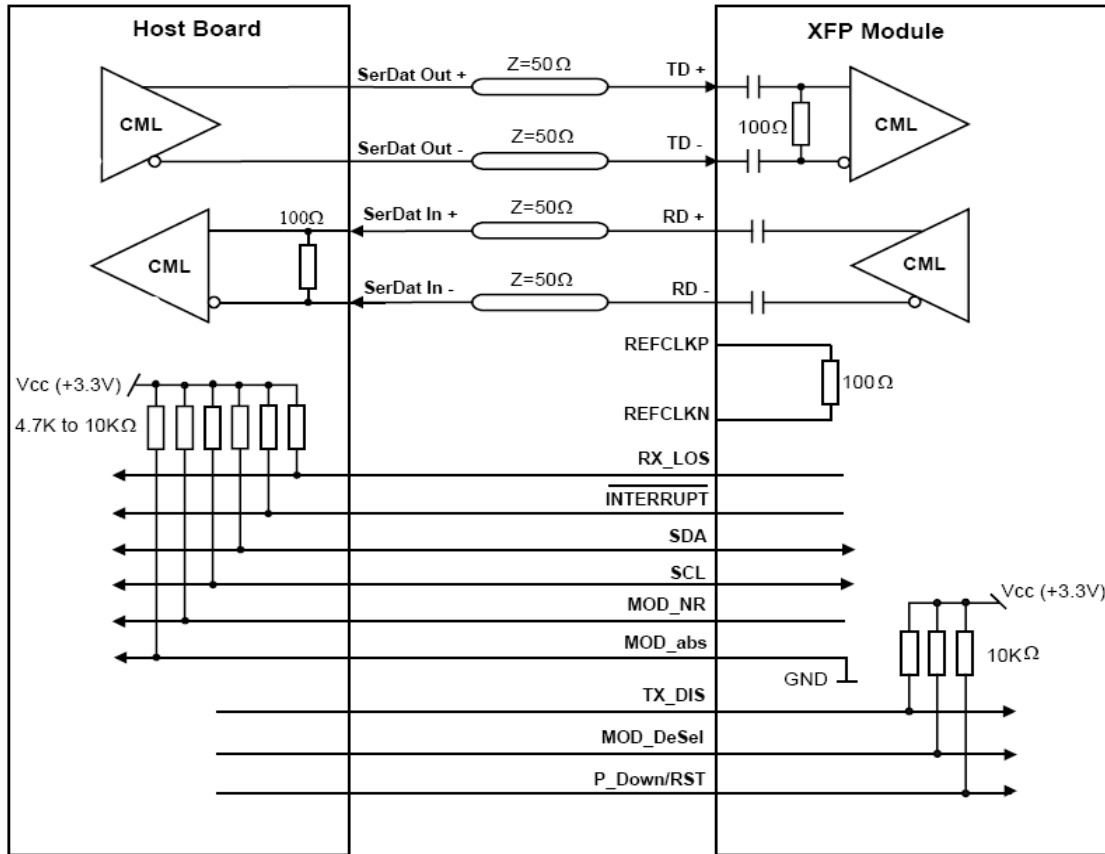 Host Board
XFP Module
SerDat Out +
Z=50Ω
TD +
CML
100Ω
CML
SerDat Out -
Z=50Ω
TD -
SerDat In +
Z=50Ω
RD +
100Ω
CML
CML
SerDat In -
Z=50Ω
RD -
REFCLKP
100Ω
REFCLKN
Vcc (+3.3V)
4.7K to 10KΩ
RX_LOS
INTERRUPT
SDA
SCL
MOD_NR
MOD_abs
Vcc (+3.3V)
10KΩ
GND
TX_DIS
MOD_DeSel
P_Down/RST